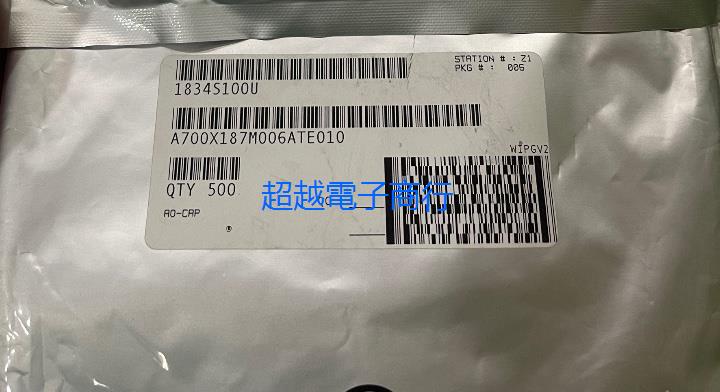 STATION # : Z1
PKG # : 005
1834S100U
A700X187M006ATE010
WIPGV2
QTY 500
超越電子商行
AO-CAP